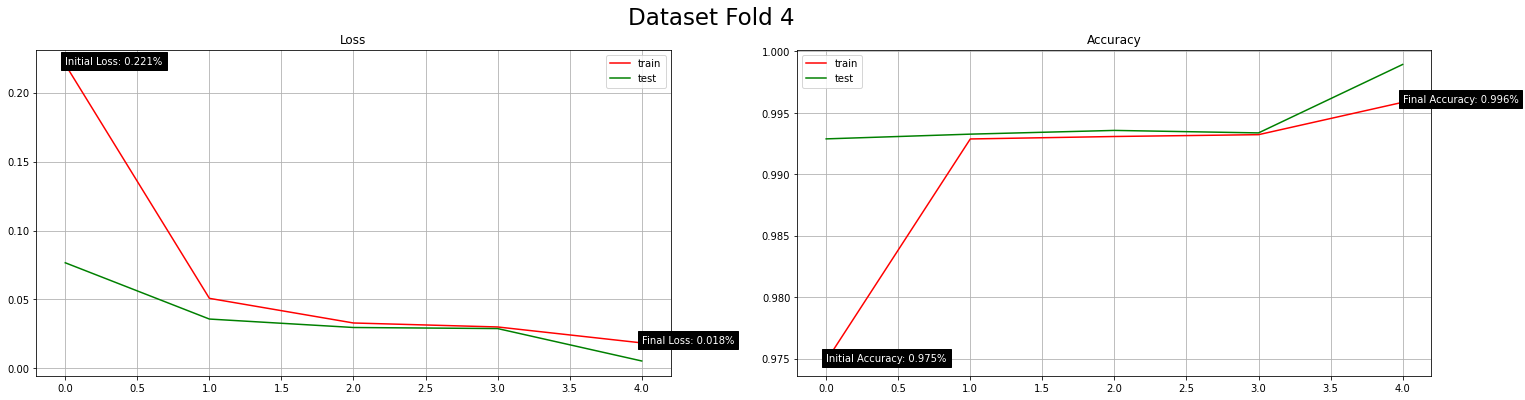 Dataset Fold 4
Loss
Initial Loss: 0.221%
train
test
0.20
0.15
0.10
0.05
0.00
Final Loss: 0.018%
0.0 0.5 1.0 1.5 2.0 2.5 3.0 3.5 4.0
Accuracy
train
test
1.000
0.995
0.990
0.985
0.980
0.975
Final Accuracy: 0.996%
Initial Accuracy: 0.975%
0.0 0.5 1.0 1.5 2.0 2.5 3.0 3.5 4.0